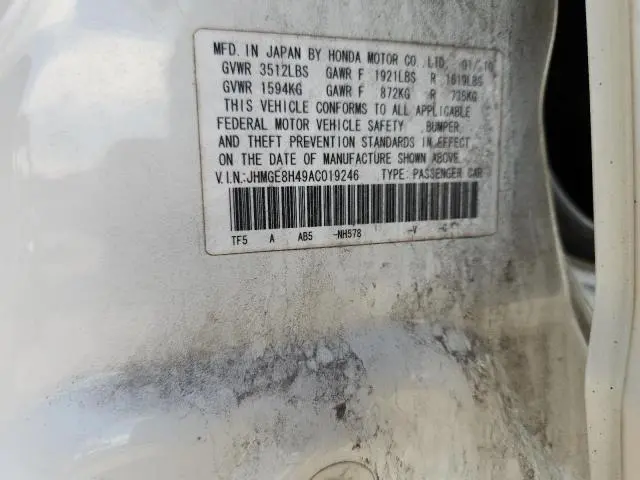 MFD. IN JAPAN BY HONDA MOTOR CO.,LTD. 01/10
GVWR 3512LBS GAWR F 1921LBS R 1619LBS
GVWR 1594KG GAWR F 872KG R 735KG
THIS VEHICLE CONFORMS TO ALL APPLICABLE
FEDERAL MOTOR VEHICLE SAFETY BUMPER
AND THEFT PREVENTION STANDARDS IN EFFECT
ON THE DATE OF MANUFACTURE SHOWN ABOVE.
V.I.N.:JHMGE8H49AC019246 TYPE: PASSENGER CAR
TF5 A AB5 -NH578 -V -G